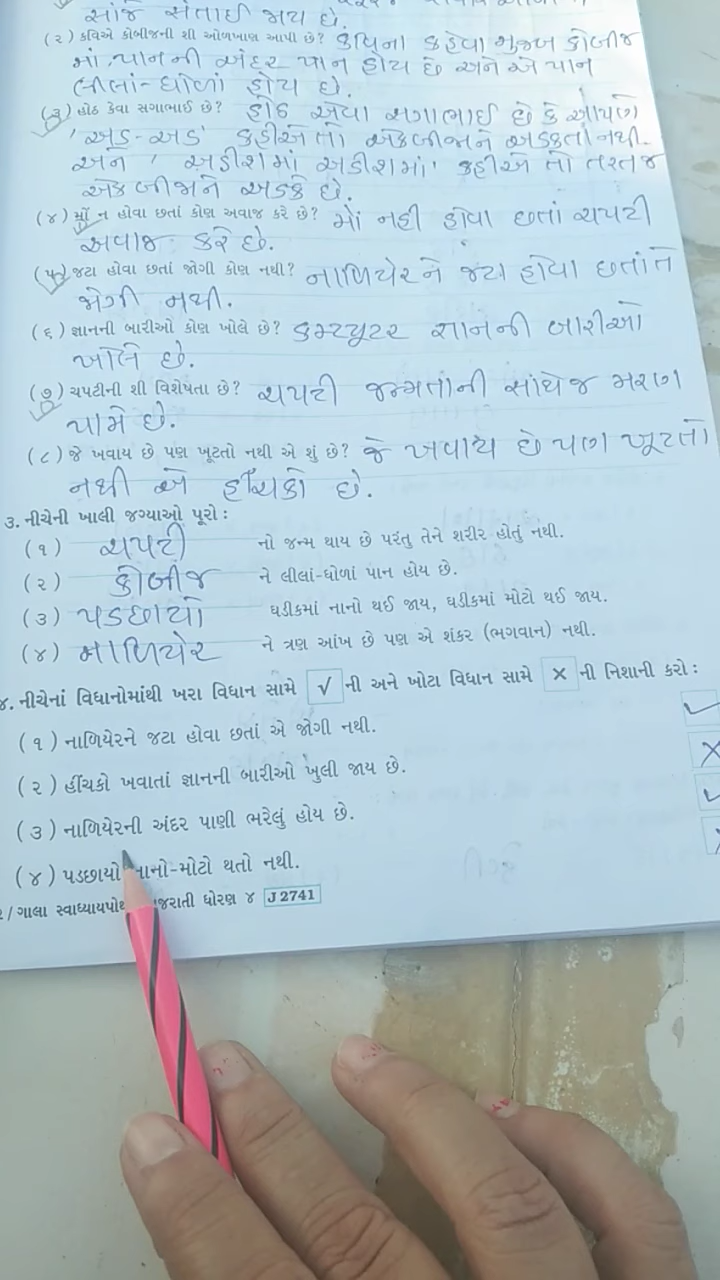 સાંજે સંતાઈ જાય છે.
(૨) કવિએ કોબીજની શી ઓળખાણ આપી છે? કવિના કહેવા મુજબ કોબીજ
માં પાનની અંદર પાન હોય છે અને એ પાન
લીલાં-ધોળાં હોય છે.
(૩) હોઠ કેવા સગાભાઈ છે? હોઠ એવા સગાભાઈ છે કે આપણે
'અડ-અડ' કહીએ તો એકબીજાને અડકતા નથી.
અને 'અડીશમાં અડીશમાં' કહીએ તો તરત જ
એકબીજાને અડકે છે.
(૪) મોં ન હોવા છતાં કોણ અવાજ કરે છે? મોં નહી હોવા છતાં ચપટી
અવાજ કરે છે.
(૫) જટા હોવા છતાં જોગી કોણ નથી? નાળિયેરને જટા હોવા છતાં તે
જોગી નથી.
(૬) જ્ઞાનની બારીઓ કોણ ખોલે છે? કમ્પ્યૂટર જ્ઞાનની બારીઓ
ખોલે છે.
(૭) ચપટીની શી વિશેષતા છે? ચપટી જન્મતાંની સાથેજ મરણ
પામે છે.
(૮) જે ખવાય છે પણ ખૂટતો નથી એ શું છે? જે ખવાય છે પણ ખૂટતો
નથી એ હીંચકો છે.
૩. નીચેની ખાલી જગ્યાઓ પૂરો :
(૧) ચપટી નો જન્મ થાય છે પરંતુ તેને શરીર હોતું નથી.
(૨) કોબીજ ને લીલાં-ધોળાં પાન હોય છે.
(૩) પડછાયો ઘડીકમાં નાનો થઈ જાય, ઘડીકમાં મોટો થઈ જાય.
(૪) નાળિયેર ને ત્રણ આંખ છે પણ એ શંકર (ભગવાન) નથી.
૪. નીચેનાં વિધાનોમાંથી ખરા વિધાન સામે √ ની અને ખોટા વિધાન સામે × ની નિશાની કરો :
(૧) નાળિયેરને જટા હોવા છતાં એ જોગી નથી. ✓
(૨) હીંચકો ખવાતાં જ્ઞાનની બારીઓ ખુલી જાય છે. ×
(૩) નાળિયેરની અંદર પાણી ભરેલું હોય છે. ✓
(૪) પડછાયો નાનો-મોટો થતો નથી.
/ ગાલા સ્વાધ્યાયપોથી ગુજરાતી ધોરણ ૪ J 2741